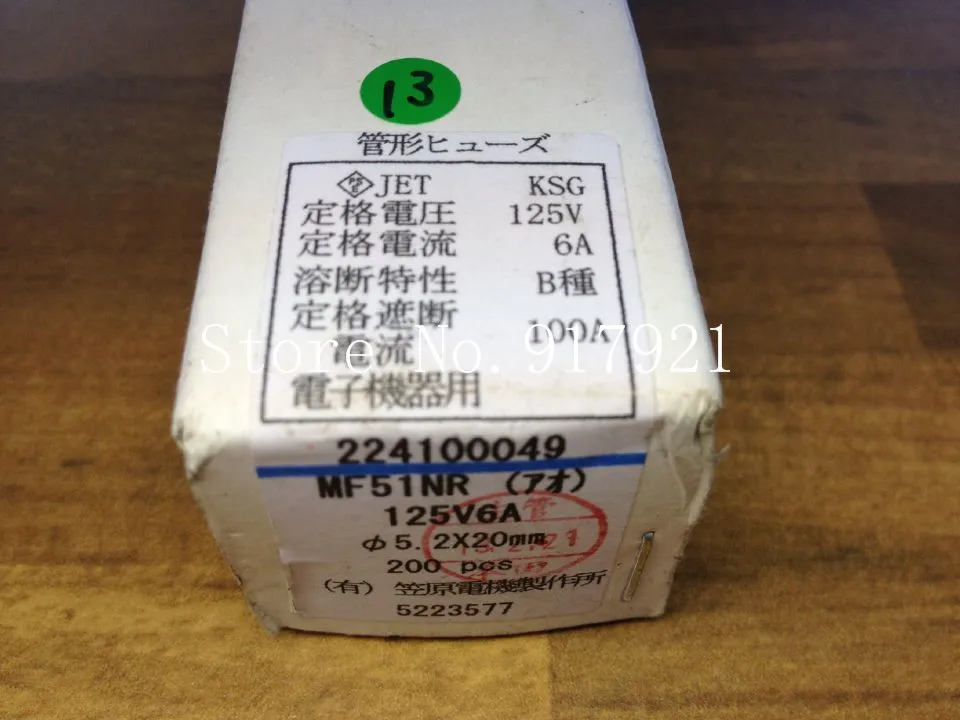 13
管形ヒューズ
PSE JET KSG
定格電圧 125V
定格電流 6A
溶断特性 B種
定格遮断
電流 100A
電子機器用
Store No. 917921
224100049
MF51NR (アオ)
125V6A
φ5.2X20mm
200 pcs
(有) 笠原電機製作所
5223577
管